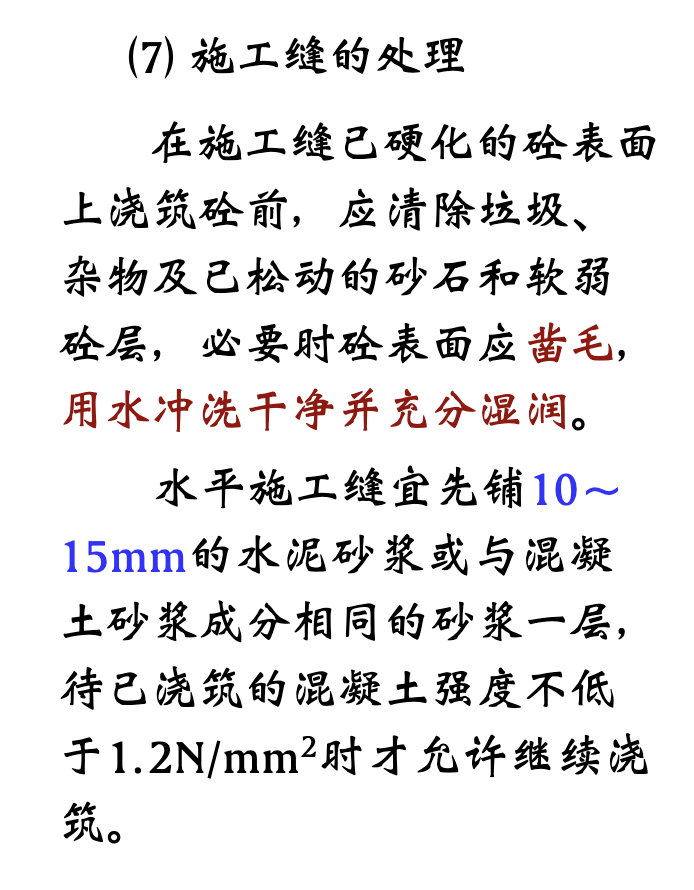 (7) 施工缝的处理
在施工缝已硬化的砼表面
上浇筑砼前，应清除垃圾、
杂物及已松动的砂石和软弱
砼层，必要时砼表面应凿毛，
用水冲洗干净并充分湿润。
水平施工缝宜先铺10～
15mm的水泥砂浆或与混凝
土砂浆成分相同的砂浆一层，
待已浇筑的混凝土强度不低
于1.2N/mm²时才允许继续浇
筑。